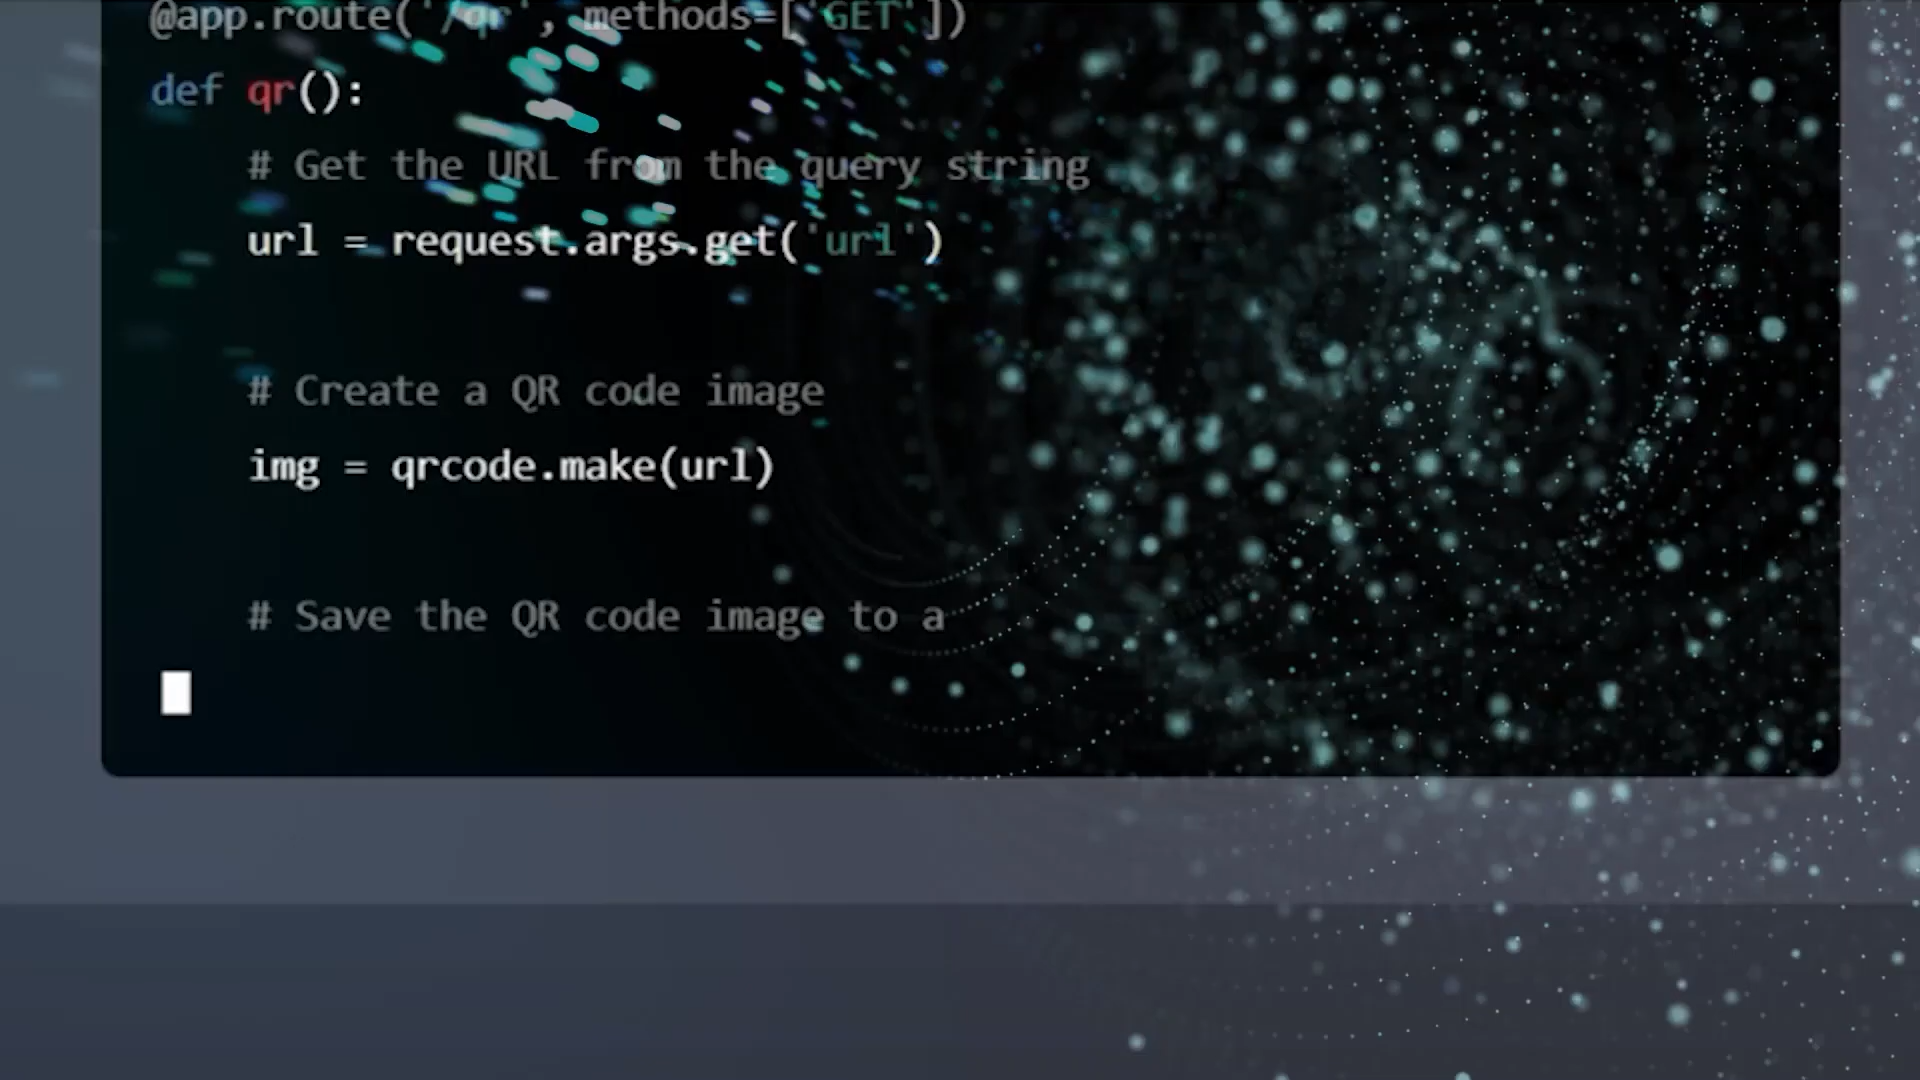 @app.route('/qr', methods=['GET'])
def qr():
# Get the URL from the query string
url = request.args.get('url')
# Create a QR code image
img = qrcode.make(url)
# Save the QR code image to a